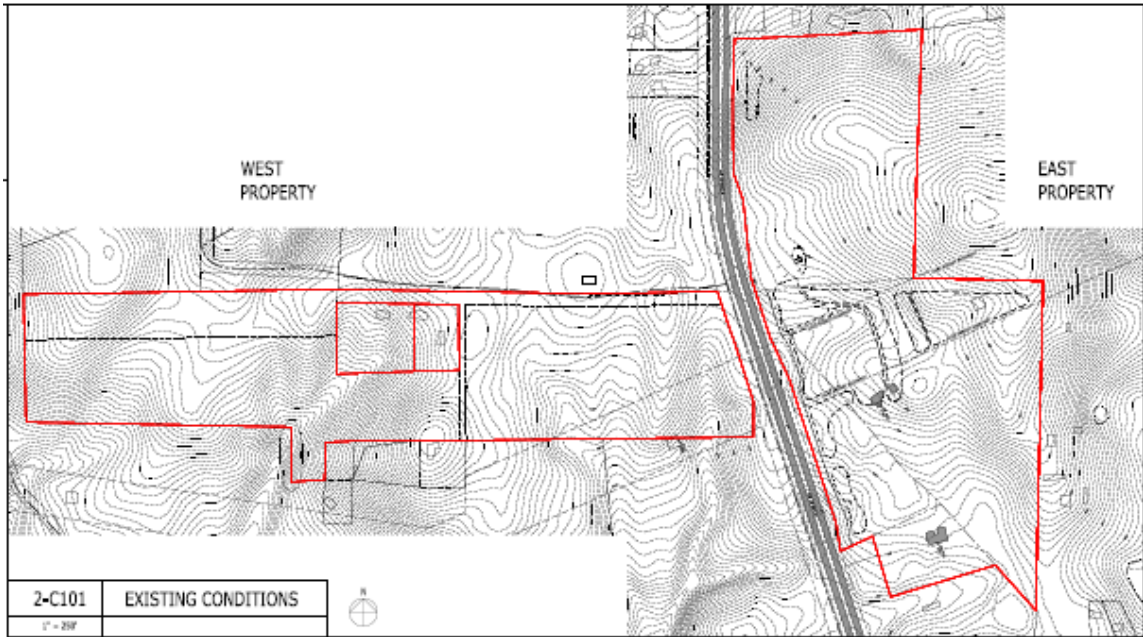 WEST
PROPERTY
EAST
PROPERTY
2-C101
EXISTING CONDITIONS
N